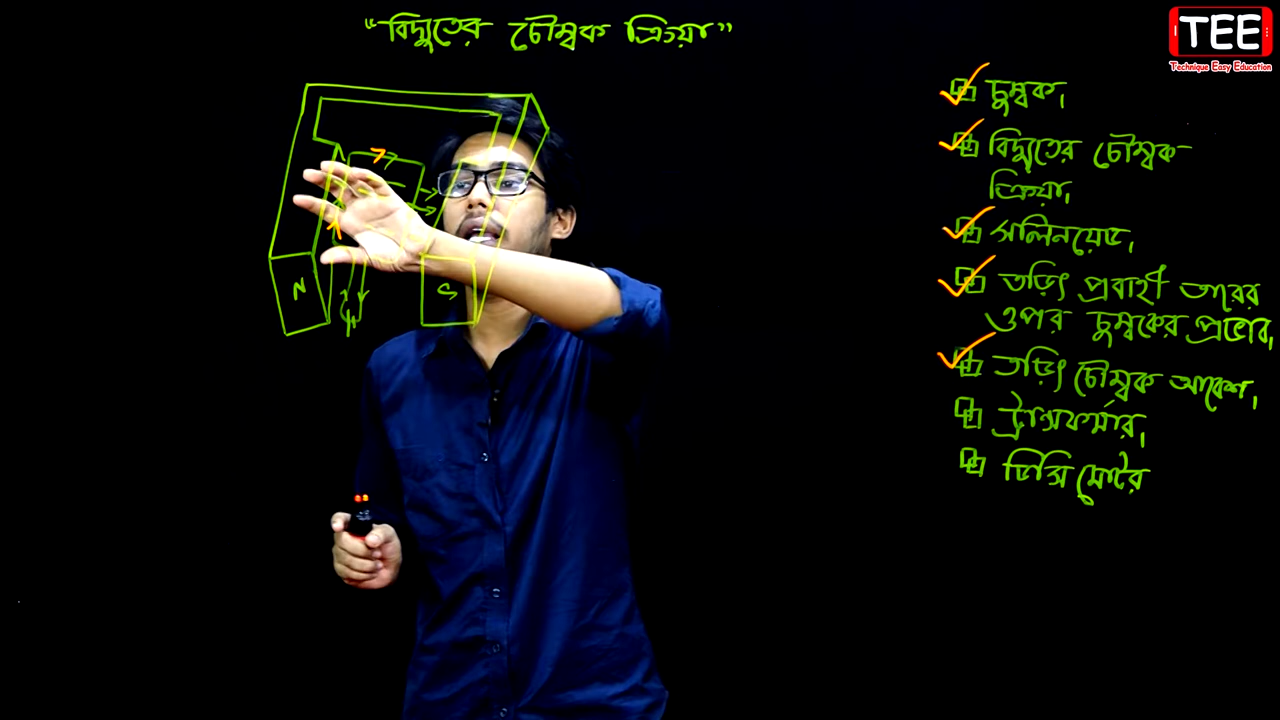 "বিদ্যুতের চৌম্বক ক্রিয়া"
TEE
Technique Easy Education
চুম্বক,
বিদ্যুতের চৌম্বক
ক্রিয়া,
সলিনয়েড,
তড়িৎ প্রবাহী তারের
ওপর চুম্বকের প্রভাব,
তড়িৎ চৌম্বক আবেশ,
ট্রান্সফর্মার,
ডিসি মোটর
N
S